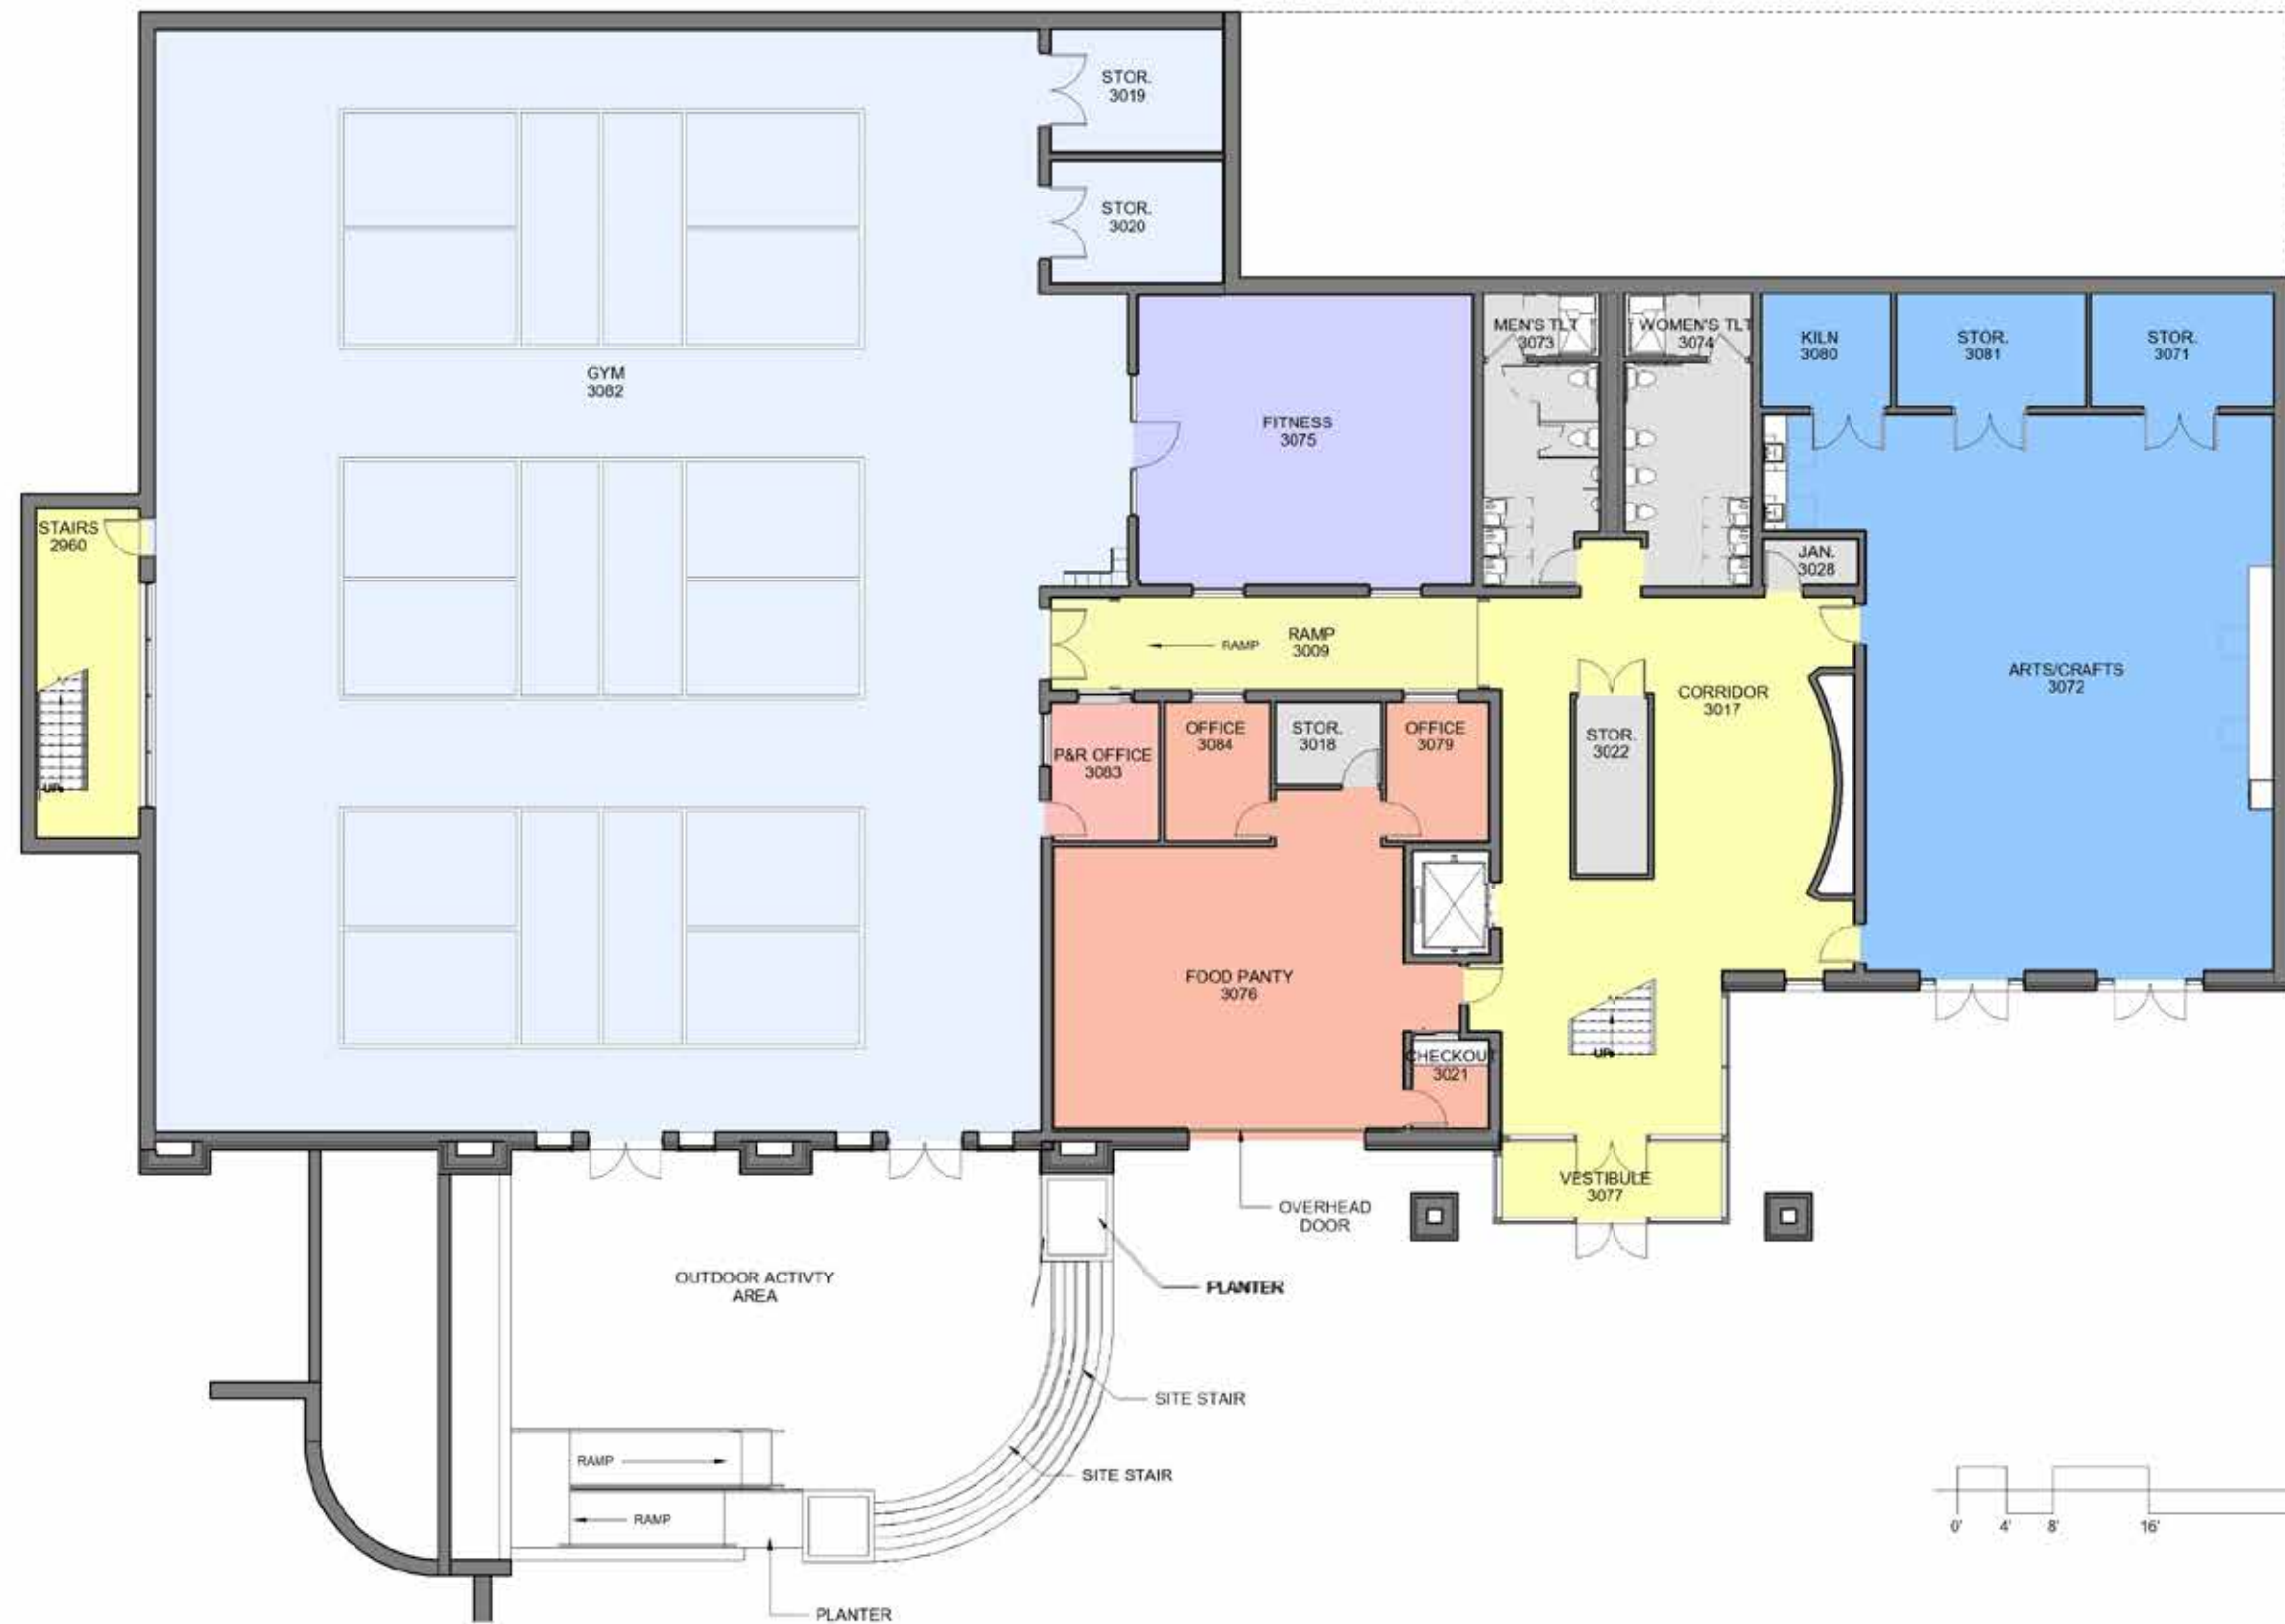 STOR.
3019
STOR.
3020
GYM
3082
MEN'S TLT
3073
WOMEN'S TLT
3074
KILN
3080
STOR.
3081
STOR.
3071
FITNESS
3075
STAIRS
2960
UP
JAN.
3028
RAMP
RAMP
3009
CORRIDOR
3017
ARTS/CRAFTS
3072
P&R OFFICE
3083
OFFICE
3084
STOR.
3018
OFFICE
3079
STOR.
3022
FOOD PANTY
3076
UP
CHECKOUT
3021
VESTIBULE
3077
OVERHEAD
DOOR
OUTDOOR ACTIVTY
AREA
PLANTER
SITE STAIR
SITE STAIR
RAMP
RAMP
PLANTER
0' 4' 8' 16'